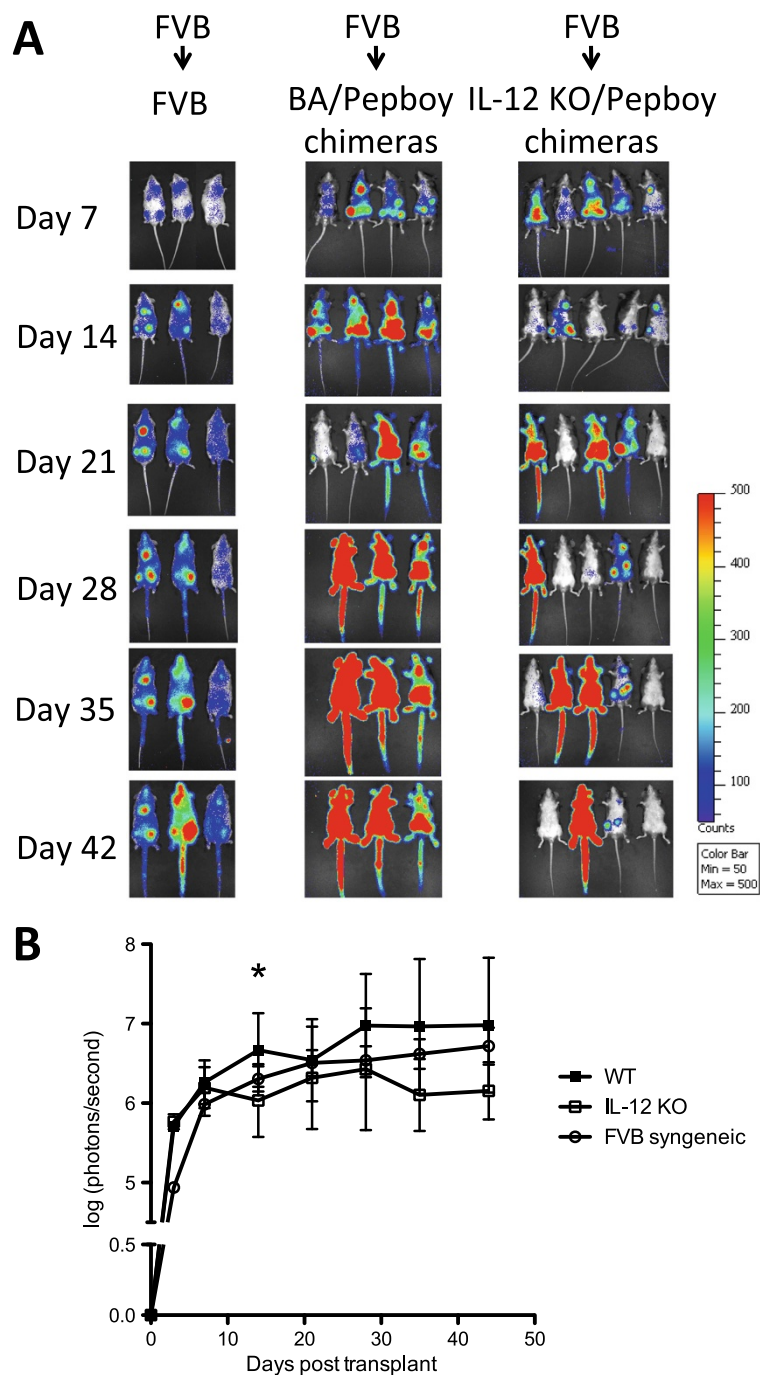 A
FVB FVB FVB
FVB BA/Pepboy IL-12 KO/Pepboy
chimeras chimeras
Day 7
Day 14
Day 21
Day 28
Day 35
Day 42
500
400
300
200
100
Counts
Color Bar
Min = 50
Max = 500
B
8
7
6
5
0.5
0.0
*
log (photons/second)
0 10 20 30 40 50
Days post transplant
WT
IL-12 KO
FVB syngeneic